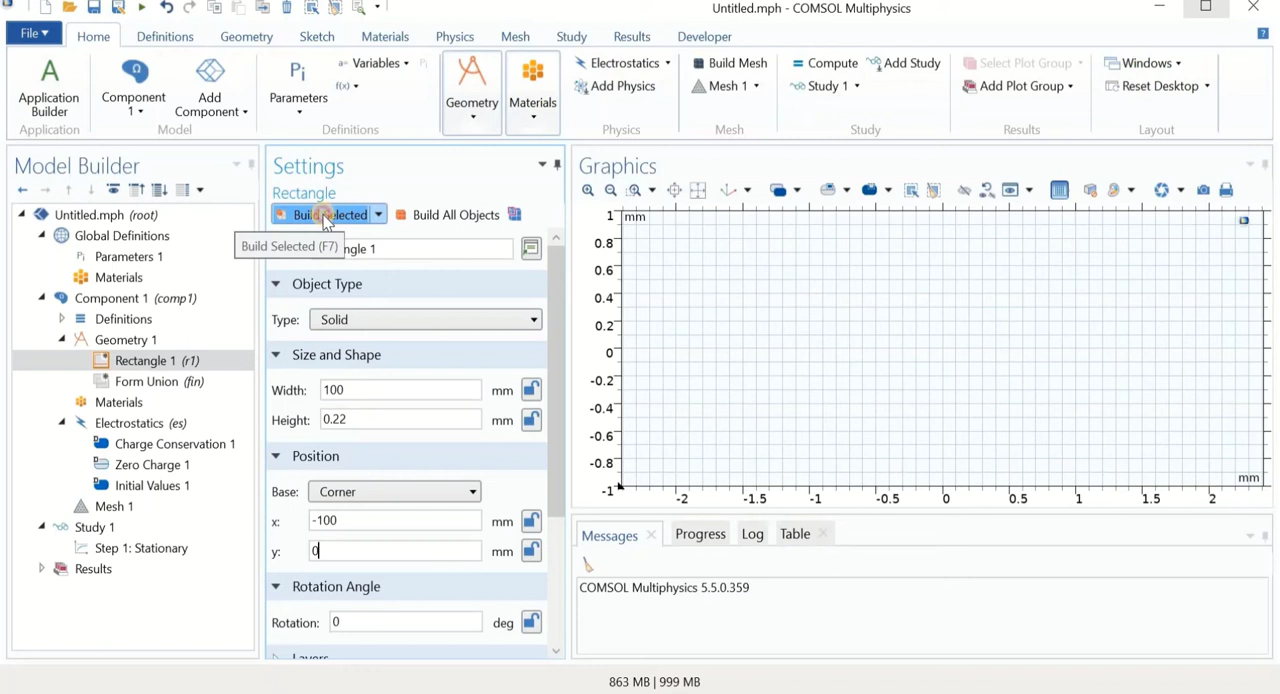 Untitled.mph - COMSOL Multiphysics
File Home Definitions Geometry Sketch Materials Physics Mesh Study Results Developer
Application Builder
Application
Component 1
Add Component
Model
Pi Parameters
a= Variables
f(x)
Pi
Definitions
Geometry
Materials
Electrostatics
Add Physics
Physics
Build Mesh
Mesh 1
Mesh
Compute Add Study
Study 1
Study
Select Plot Group
Add Plot Group
Results
Windows
Reset Desktop
Layout
Model Builder
Untitled.mph (root)
Global Definitions
Pi Parameters 1
Materials
Component 1 (comp1)
Definitions
Geometry 1
Rectangle 1 (r1)
Form Union (fin)
Materials
Electrostatics (es)
Charge Conservation 1
Zero Charge 1
Initial Values 1
Mesh 1
Study 1
Step 1: Stationary
Results
Settings
Rectangle
Build Selected Build All Objects
Build Selected (F7)
ngle 1
Object Type
Type: Solid
Size and Shape
Width: 100 mm
Height: 0.22 mm
Position
Base: Corner
x: -100 mm
y: 0 mm
Rotation Angle
Rotation: 0 deg
Layers
Graphics
1 mm
0.8
0.6
0.4
0.2
0
-0.2
-0.4
-0.6
-0.8
-1
mm
-2 -1.5 -1 -0.5 0 0.5 1 1.5 2
Messages Progress Log Table
COMSOL Multiphysics 5.5.0.359
863 MB | 999 MB